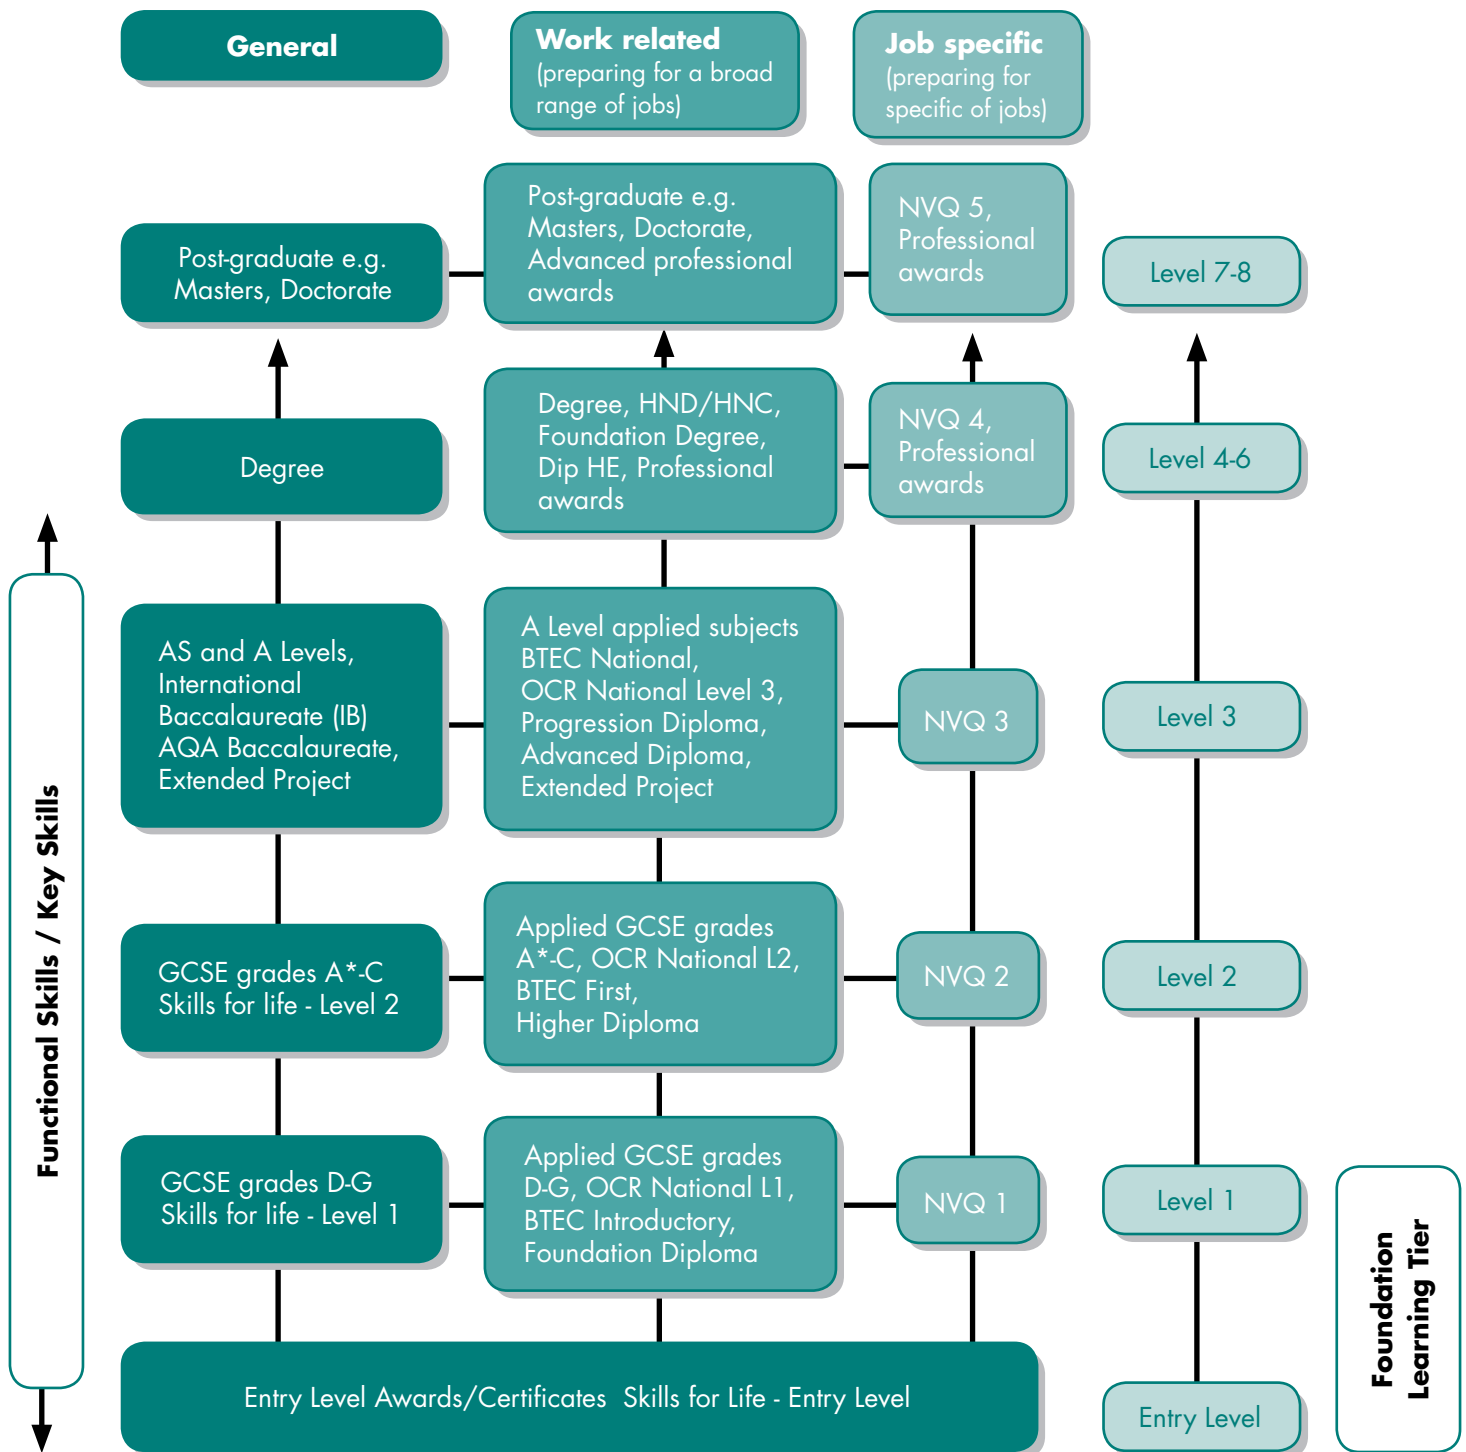 General
Work related
(preparing for a broad
range of jobs)
Job specific
(preparing for
specific of jobs)
Post-graduate e.g.
Masters, Doctorate
Post-graduate e.g.
Masters, Doctorate,
Advanced professional
awards
NVQ 5,
Professional
awards
Level 7-8
Degree
Degree, HND/HNC,
Foundation Degree,
Dip HE, Professional
awards
NVQ 4,
Professional
awards
Level 4-6
Functional Skills / Key Skills
AS and A Levels,
International
Baccalaureate (IB)
AQA Baccalaureate,
Extended Project
A Level applied subjects
BTEC National,
OCR National Level 3,
Progression Diploma,
Advanced Diploma,
Extended Project
NVQ 3
Level 3
GCSE grades A*-C
Skills for life - Level 2
Applied GCSE grades
A*-C, OCR National L2,
BTEC First,
Higher Diploma
NVQ 2
Level 2
GCSE grades D-G
Skills for life - Level 1
Applied GCSE grades
D-G, OCR National L1,
BTEC Introductory,
Foundation Diploma
NVQ 1
Level 1
Foundation
Learning Tier
Entry Level Awards/Certificates  Skills for Life - Entry Level
Entry Level